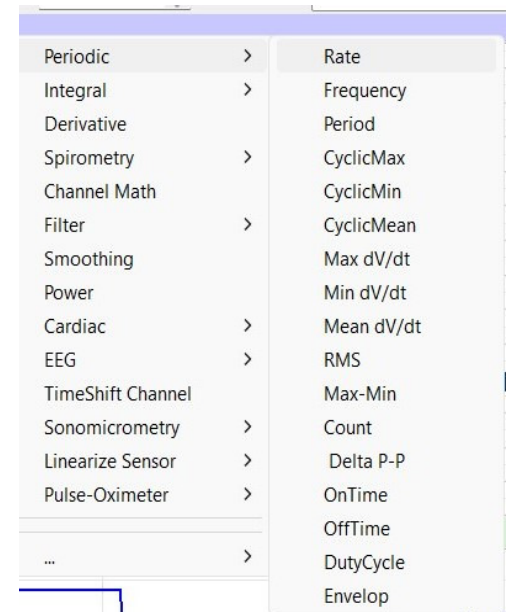 Periodic
Integral
Derivative
Spirometry
Channel Math
Filter
Smoothing
Power
Cardiac
EEG
TimeShift Channel
Sonomicrometry
Linearize Sensor
Pulse-Oximeter
...
Rate
Frequency
Period
CyclicMax
CyclicMin
CyclicMean
Max dV/dt
Min dV/dt
Mean dV/dt
RMS
Max-Min
Count
Delta P-P
OnTime
OffTime
DutyCycle
Envelop